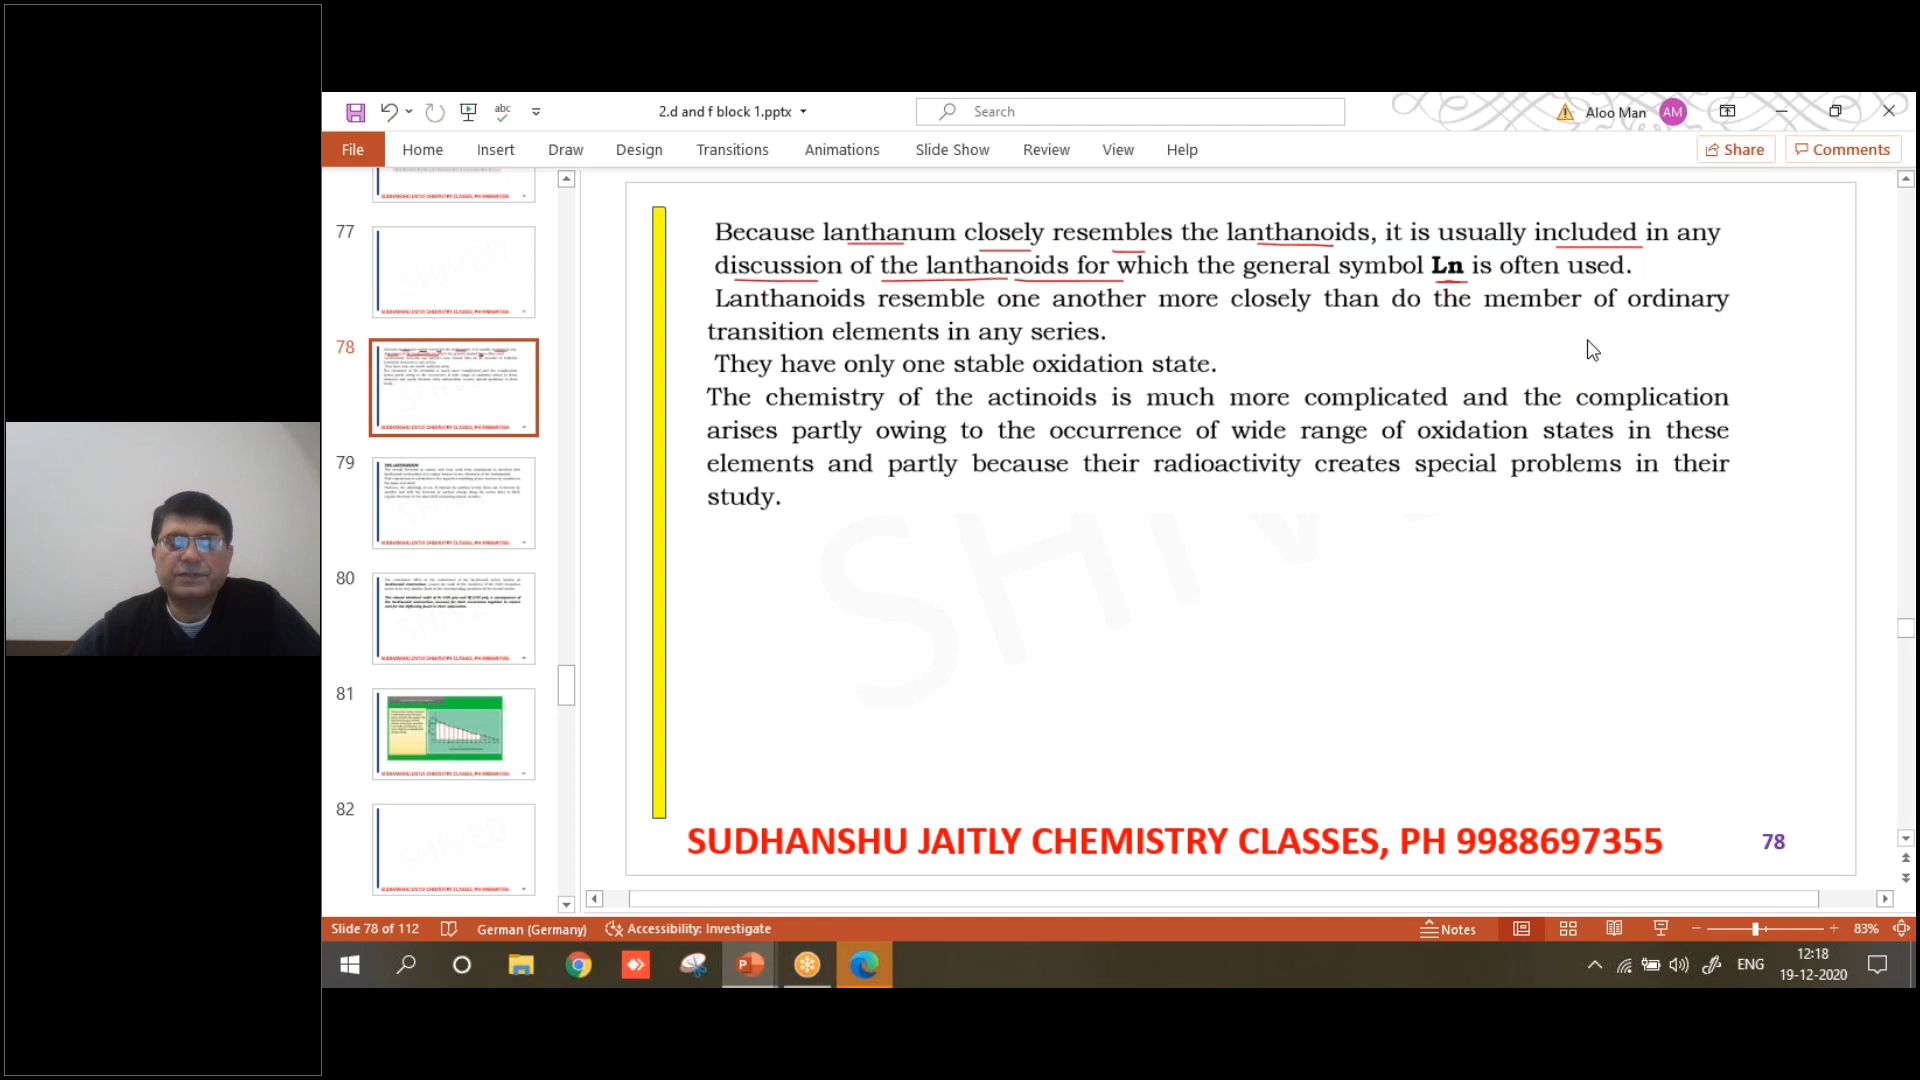 2.d and f block 1.pptx
Search
Aloo Man
AM
File Home Insert Draw Design Transitions Animations Slide Show Review View Help
Share Comments
77
78
79
80
81
82
SUDHANSHU JAITLY CHEMISTRY CLASSES, PH 9988697355
Because lanthanum closely resembles the lanthanoids, it is usually included in any
discussion of the lanthanoids for which the general symbol Ln is often used.
Lanthanoids resemble one another more closely than do the member of ordinary
transition elements in any series.
They have only one stable oxidation state.
The chemistry of the actinoids is much more complicated and the complication
arises partly owing to the occurrence of wide range of oxidation states in these
elements and partly because their radioactivity creates special problems in their
study.
SHIVED
SUDHANSHU JAITLY CHEMISTRY CLASSES, PH 9988697355 78
Slide 78 of 112 German (Germany) Accessibility: Investigate Notes 83%
ENG
12:18
19-12-2020